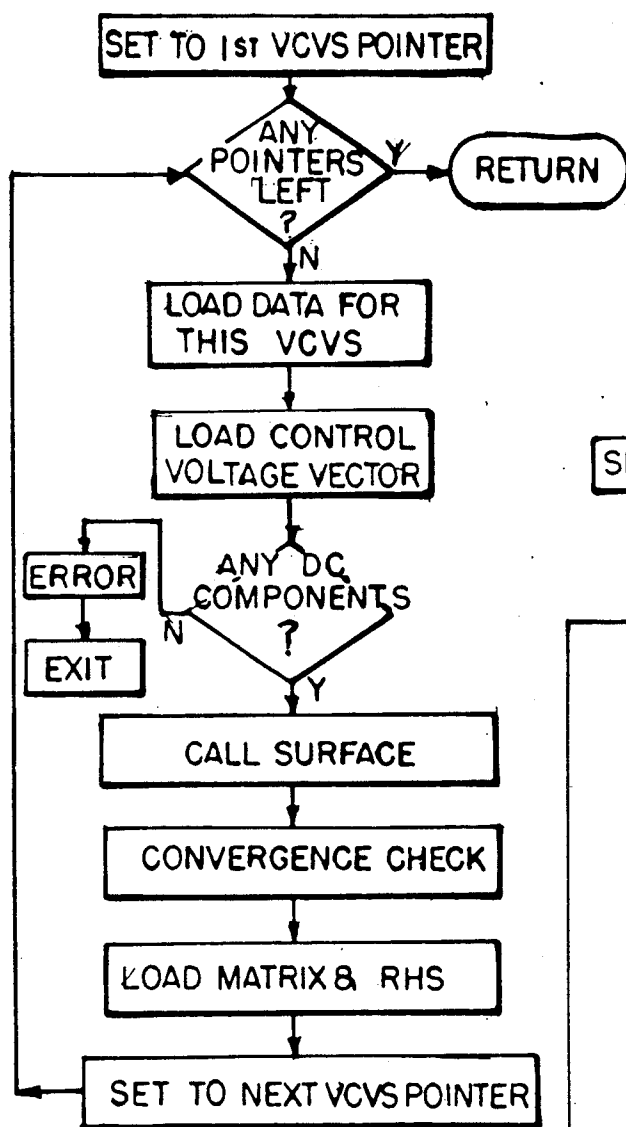 SET TO 1ST VCVS POINTER
ANY
POINTERS
LEFT
?
Y
RETURN
N
LOAD DATA FOR
THIS VCVS
LOAD CONTROL
VOLTAGE VECTOR
ANY DC
COMPONENTS
?
N
ERROR
EXIT
Y
CALL SURFACE
CONVERGENCE CHECK
LOAD MATRIX & RHS
SET TO NEXT VCVS POINTER